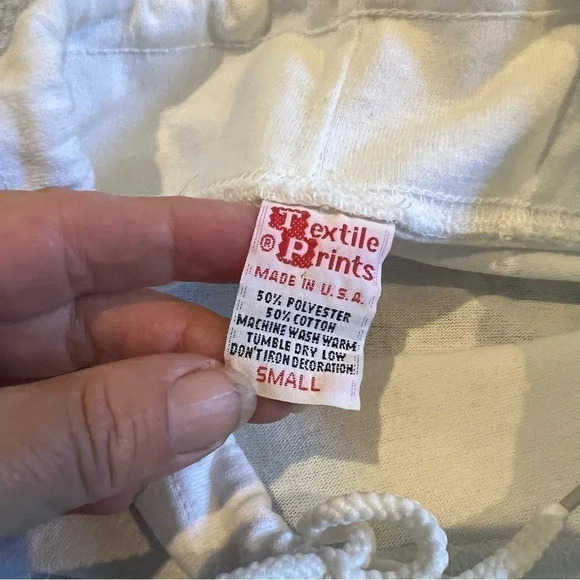 Textile
® Prints
MADE IN U.S.A.
50% POLYESTER
50% COTTON
MACHINE WASH WARM
TUMBLE DRY LOW
DON'T IRON DECORATION!
SMALL